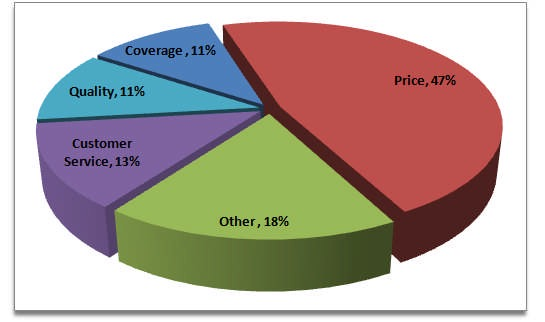 Coverage , 11%
Price, 47%
Quality, 11%
Customer
Service, 13%
Other , 18%